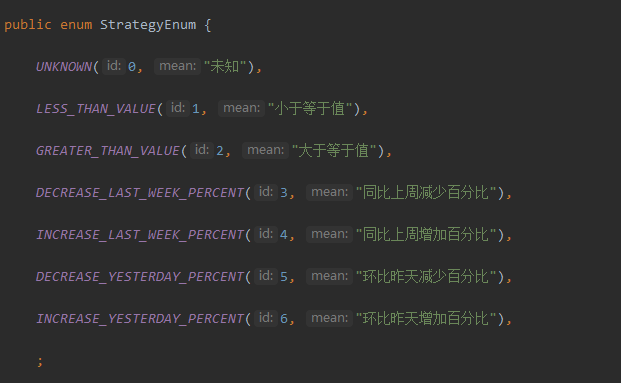 public enum StrategyEnum {
UNKNOWN( id: 0, mean: "未知"),
LESS_THAN_VALUE( id: 1, mean: "小于等于值"),
GREATER_THAN_VALUE( id: 2, mean: "大于等于值"),
DECREASE_LAST_WEEK_PERCENT( id: 3, mean: "同比上周减少百分比"),
INCREASE_LAST_WEEK_PERCENT( id: 4, mean: "同比上周增加百分比"),
DECREASE_YESTERDAY_PERCENT( id: 5, mean: "环比昨天减少百分比"),
INCREASE_YESTERDAY_PERCENT( id: 6, mean: "环比昨天增加百分比"),
;